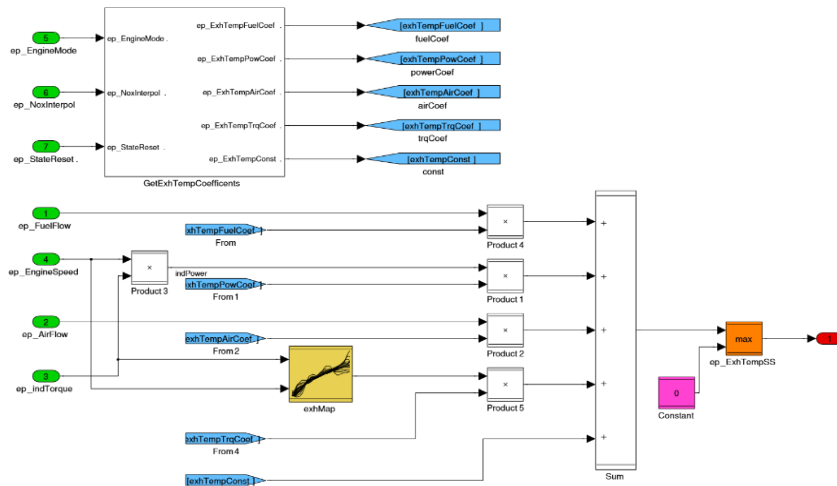 5
ep_EngineMode
6
ep_NoxInterpol
7
ep_StateReset .
ep_EngineMode .
ep_NoxInterpol .
ep_StateReset .
ep_ExhTempFuelCoef .
ep_ExhTempPowCoef .
ep_ExhTempAirCoef .
ep_ExhTempTrqCoef .
ep_ExhTempConst .
GetExhTempCoefficents
[exhTempFuelCoef ]
fuelCoef
[exhTempPowCoef ]
powerCoef
[exhTempAirCoef ]
airCoef
[exhTempTrqCoef ]
trqCoef
[exhTempConst ]
const
1
ep_FuelFlow
4
ep_EngineSpeed
2
ep_AirFlow
3
ep_indTorque
×
Product 3
indPower
exhTempFuelCoef ]
From
exhTempPowCoef ]
From 1
exhTempAirCoef ]
From 2
exhMap
exhTempTrqCoef ]
From 4
[exhTempConst ]
×
Product 4
×
Product 1
×
Product 2
×
Product 5
+
+
+
+
+
Sum
max
ep_ExhTempSS
0
Constant
1